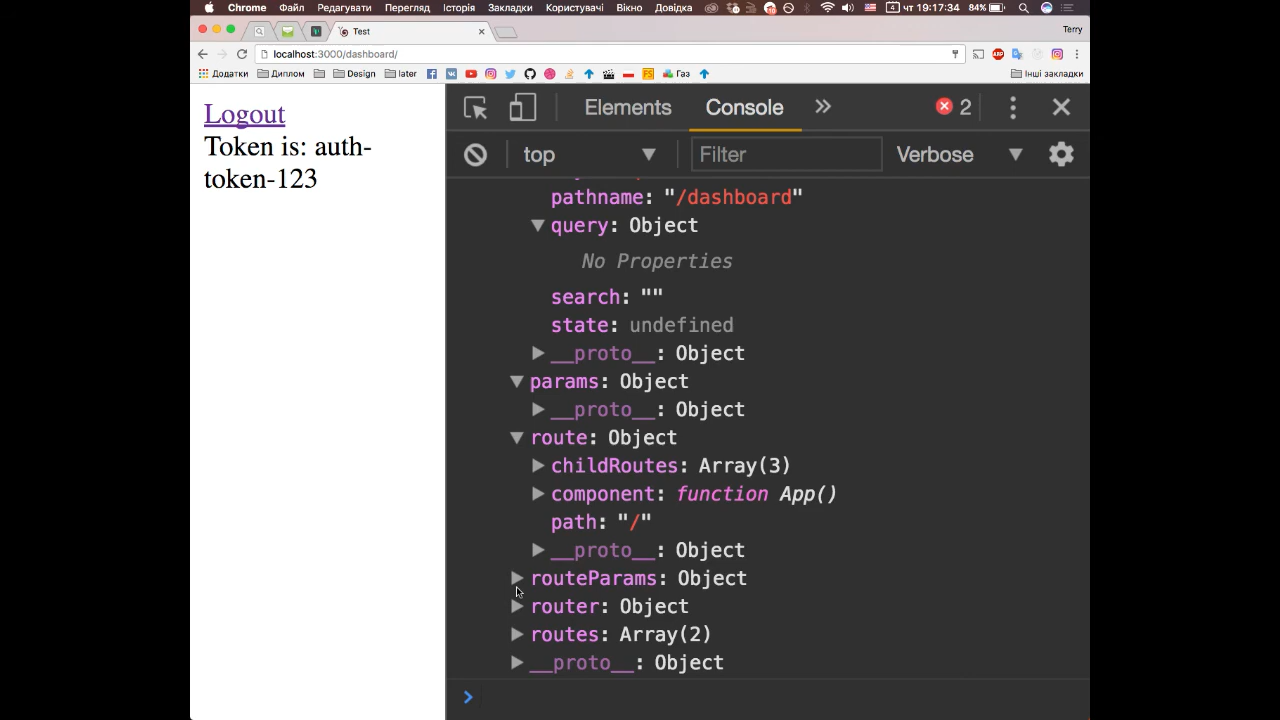 Chrome Файл Редагувати Перегляд Історія Закладки Користувачі Вікно Довідка 4 чт 19:17:34 84%
Test Terry
localhost:3000/dashboard/
Додатки Диплом Design later Газ Інші закладки
Logout
Token is: auth-
token-123
Elements Console 2
top Filter Verbose
pathname: "/dashboard"
query: Object
No Properties
search: ""
state: undefined
__proto__: Object
params: Object
__proto__: Object
route: Object
childRoutes: Array(3)
component: function App()
path: "/"
__proto__: Object
routeParams: Object
router: Object
routes: Array(2)
__proto__: Object